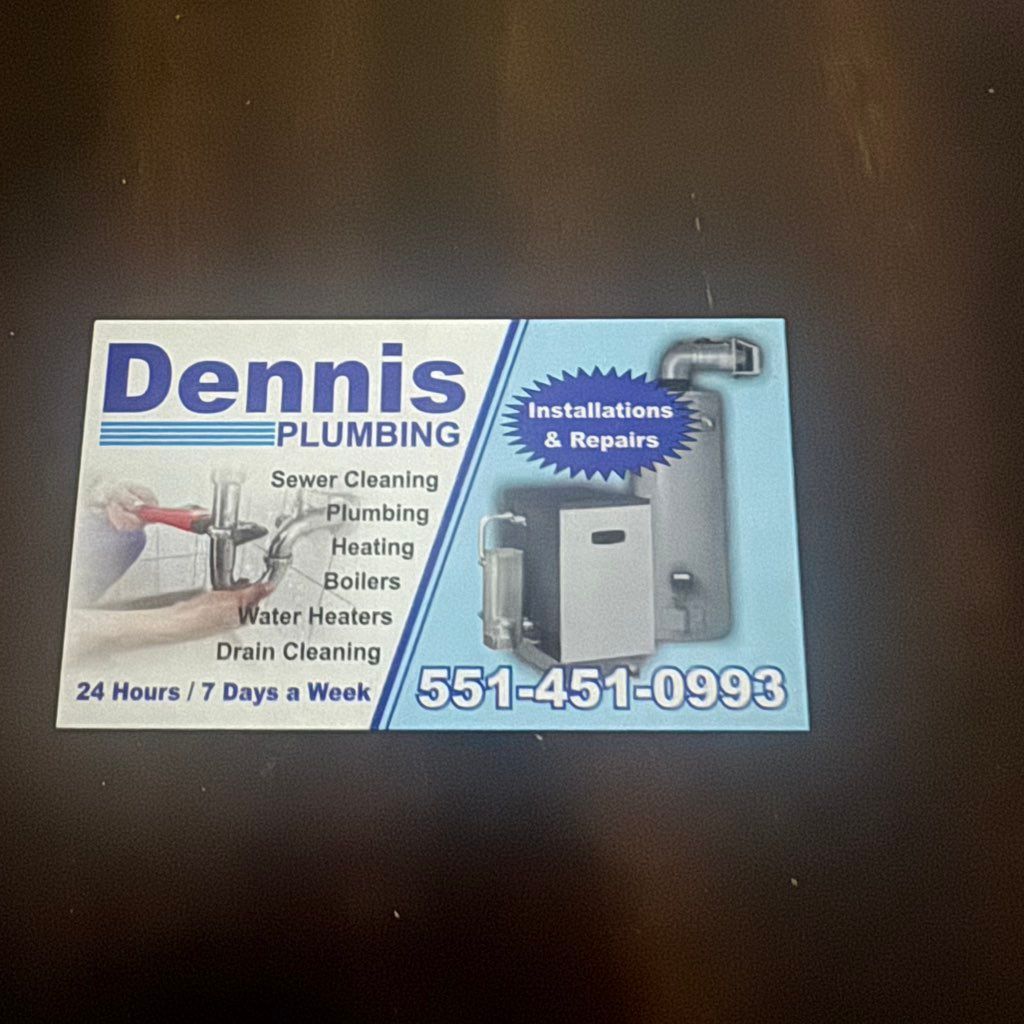 Dennis
PLUMBING
Sewer Cleaning
Plumbing
Heating
Boilers
Water Heaters
Drain Cleaning
24 Hours / 7 Days a Week
Installations
& Repairs
551-451-0993